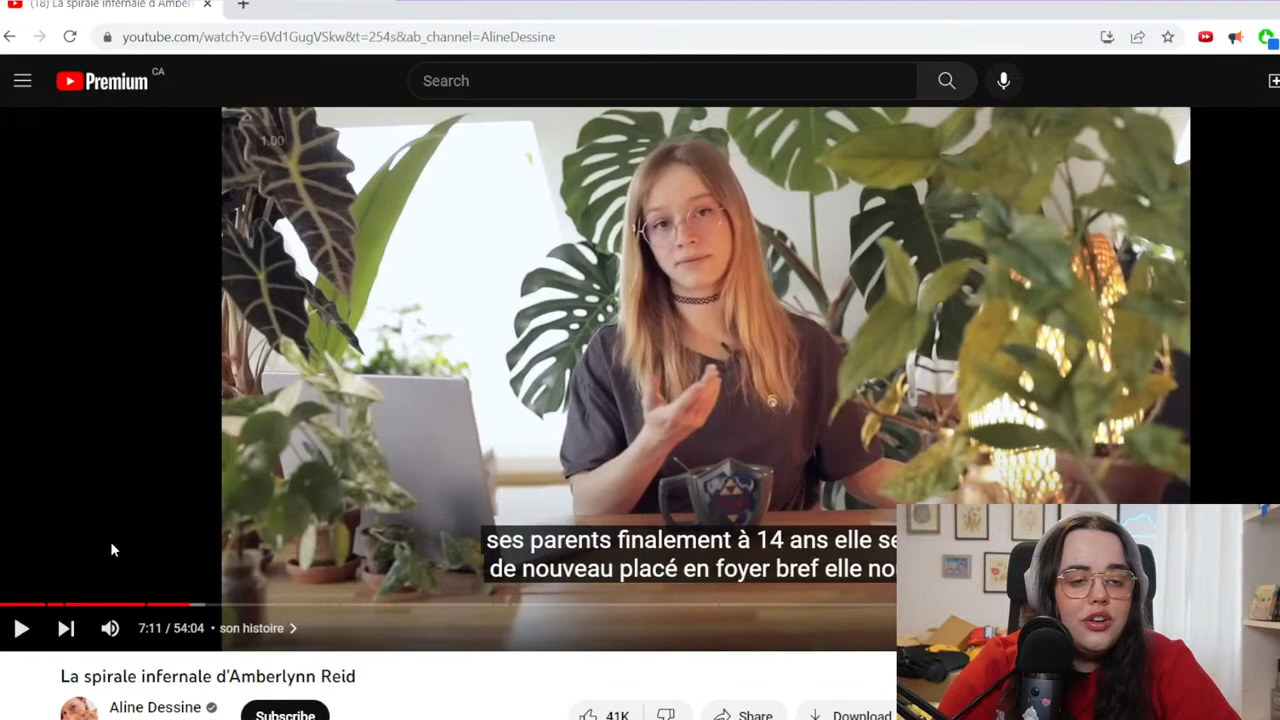 (18) La spirale infernale d'Amber
youtube.com/watch?v=6Vd1GugVSkw&t=254s&ab_channel=AlineDessine
Premium CA
Search
1.00
ses parents finalement à 14 ans elle se
de nouveau placé en foyer bref elle
7:11 / 54:04 • son histoire
La spirale infernale d'Amberlynn Reid
Aline Dessine
Subscribe
41K
Share
Download